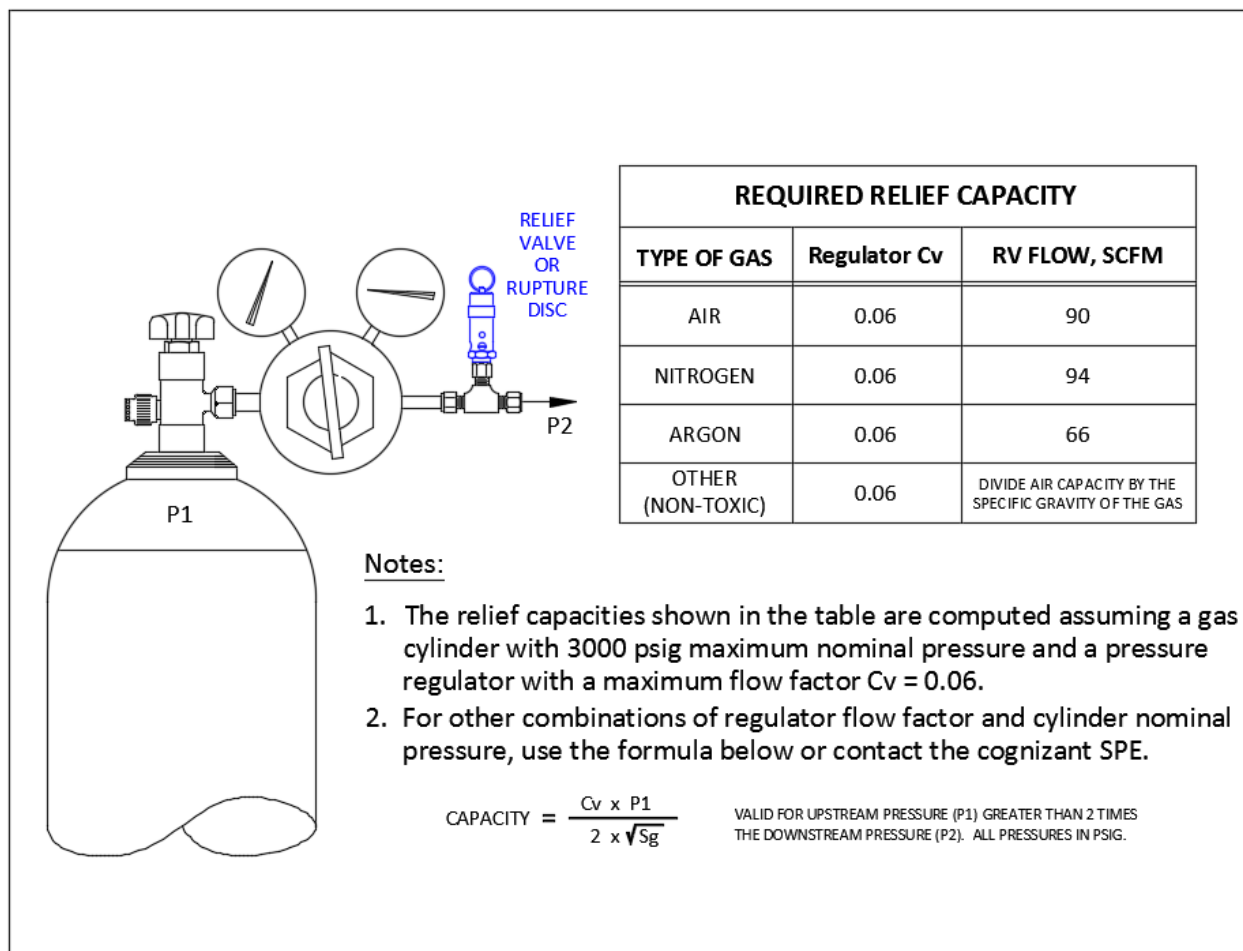 RELIEF
VALVE
OR
RUPTURE
DISC
P2
P1
REQUIRED RELIEF CAPACITY
TYPE OF GAS Regulator Cv RV FLOW, SCFM
AIR 0.06 90
NITROGEN 0.06 94
ARGON 0.06 66
OTHER
(NON-TOXIC) 0.06 DIVIDE AIR CAPACITY BY THE
SPECIFIC GRAVITY OF THE GAS
Notes:
1. The relief capacities shown in the table are computed assuming a gas
cylinder with 3000 psig maximum nominal pressure and a pressure
regulator with a maximum flow factor Cv = 0.06.
2. For other combinations of regulator flow factor and cylinder nominal
pressure, use the formula below or contact the cognizant SPE.
CAPACITY = Cv x P1
2 x √Sg
VALID FOR UPSTREAM PRESSURE (P1) GREATER THAN 2 TIMES
THE DOWNSTREAM PRESSURE (P2). ALL PRESSURES IN PSIG.